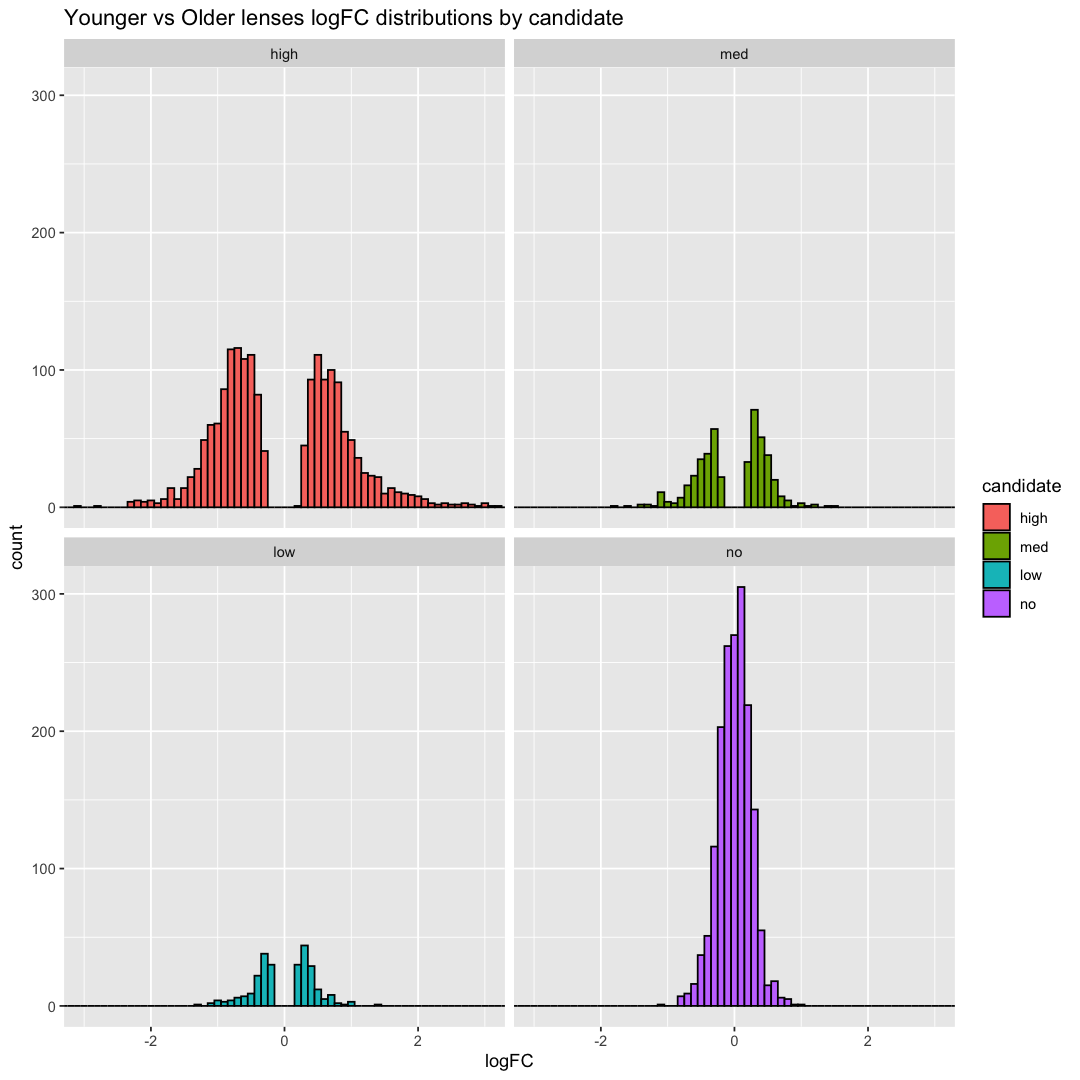 Younger vs Older lenses logFC distributions by candidate
high
med
300
200
100
0
low
no
300
200
100
0
-2
0
2
-2
0
2
logFC
count
candidate
high
med
low
no